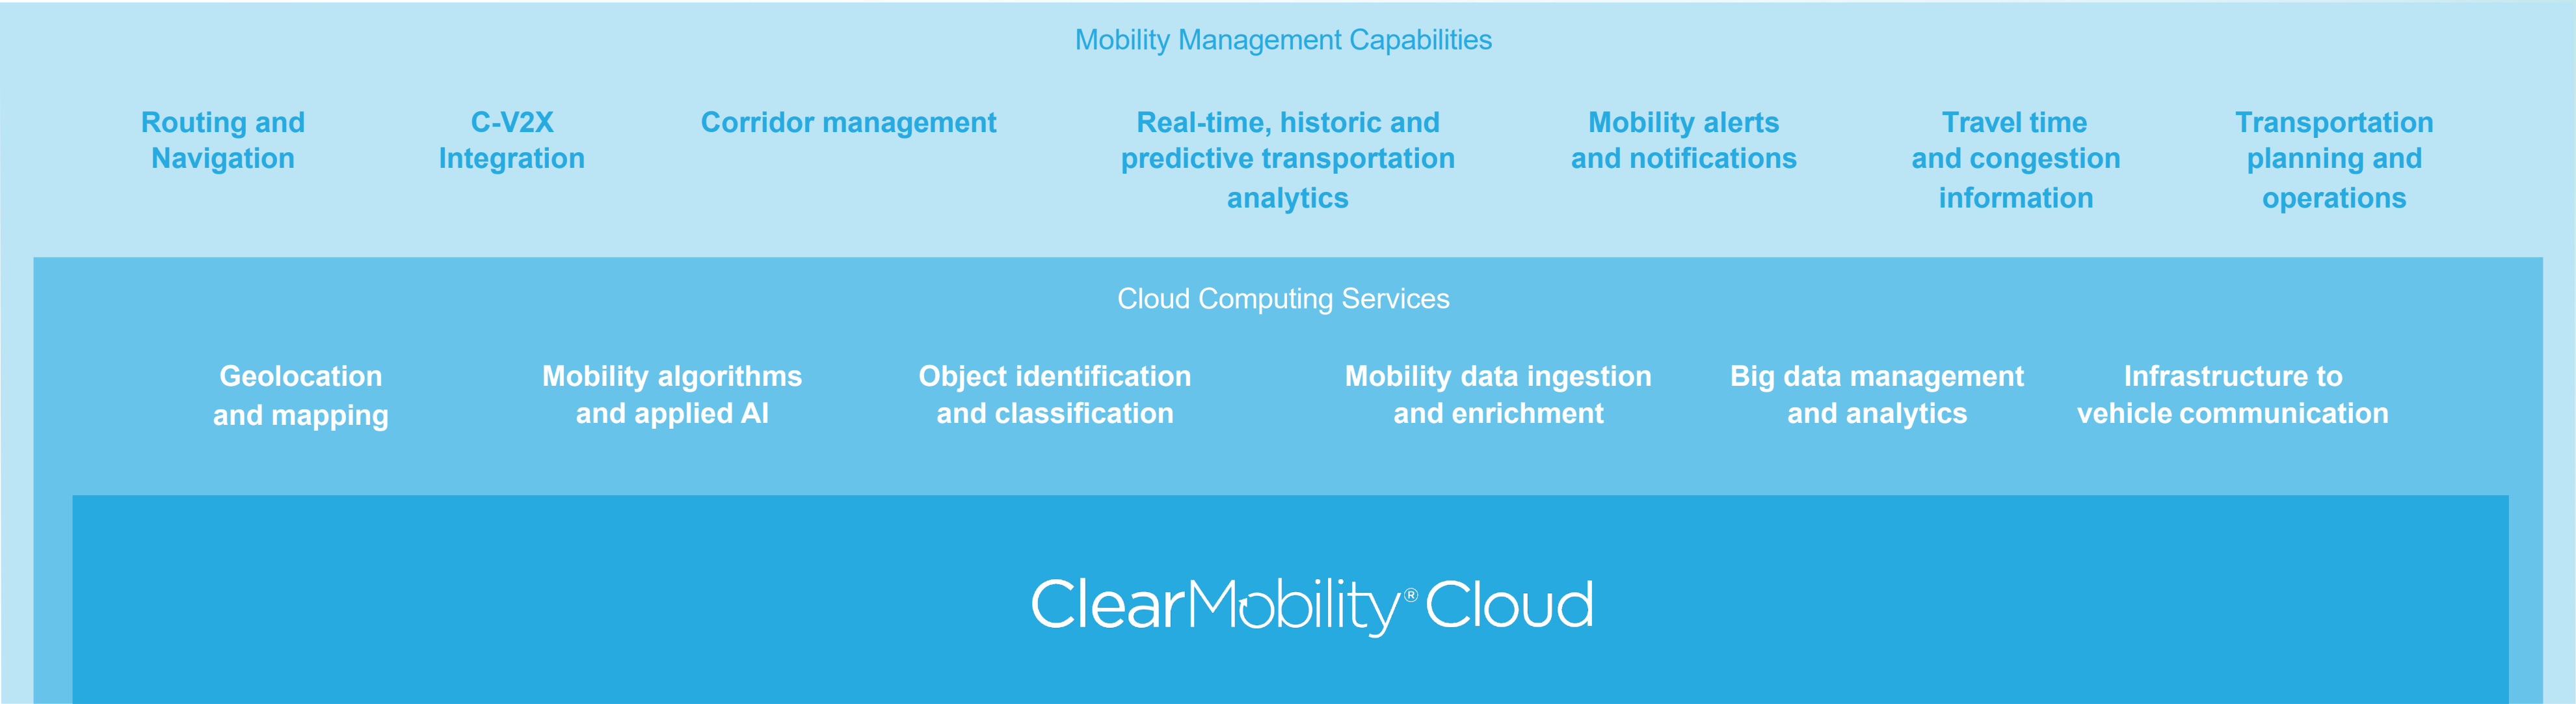 Mobility Management Capabilities
Routing and
Navigation
C-V2X
Integration
Corridor management
Real-time, historic and
predictive transportation
analytics
Mobility alerts
and notifications
Travel time
and congestion
information
Transportation
planning and
operations
Cloud Computing Services
Geolocation
and mapping
Mobility algorithms
and applied AI
Object identification
and classification
Mobility data ingestion
and enrichment
Big data management
and analytics
Infrastructure to
vehicle communication
ClearMobility® Cloud